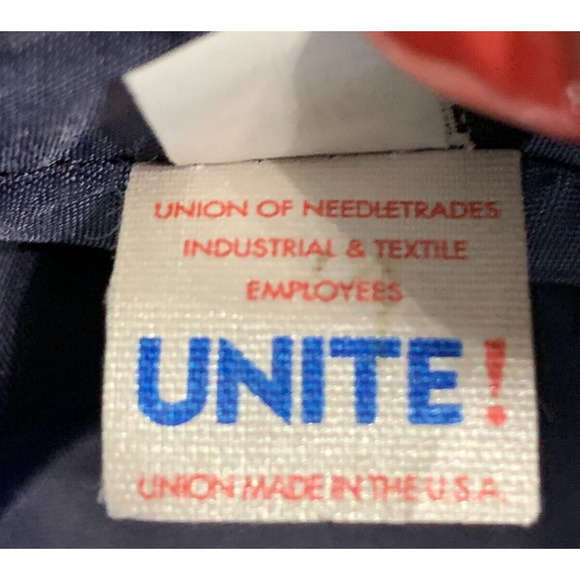 UNION OF NEEDLETRADES
INDUSTRIAL & TEXTILE
EMPLOYEES
UNITE!
UNION MADE IN THE U.S.A.